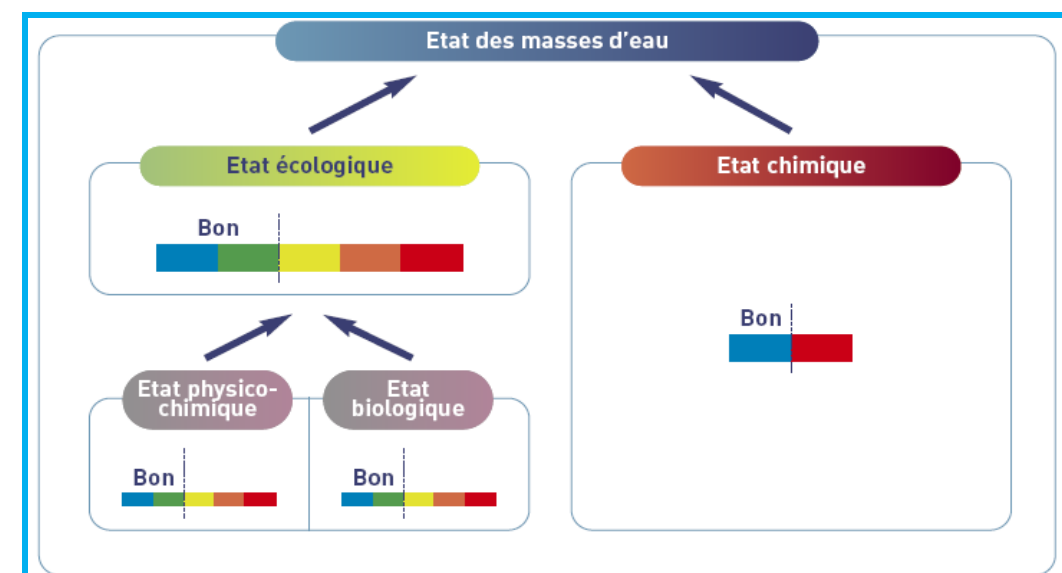 Etat des masses d'eau
Etat écologique
Etat chimique
Bon
Bon
Etat physico-
chimique
Etat
biologique
Bon
Bon